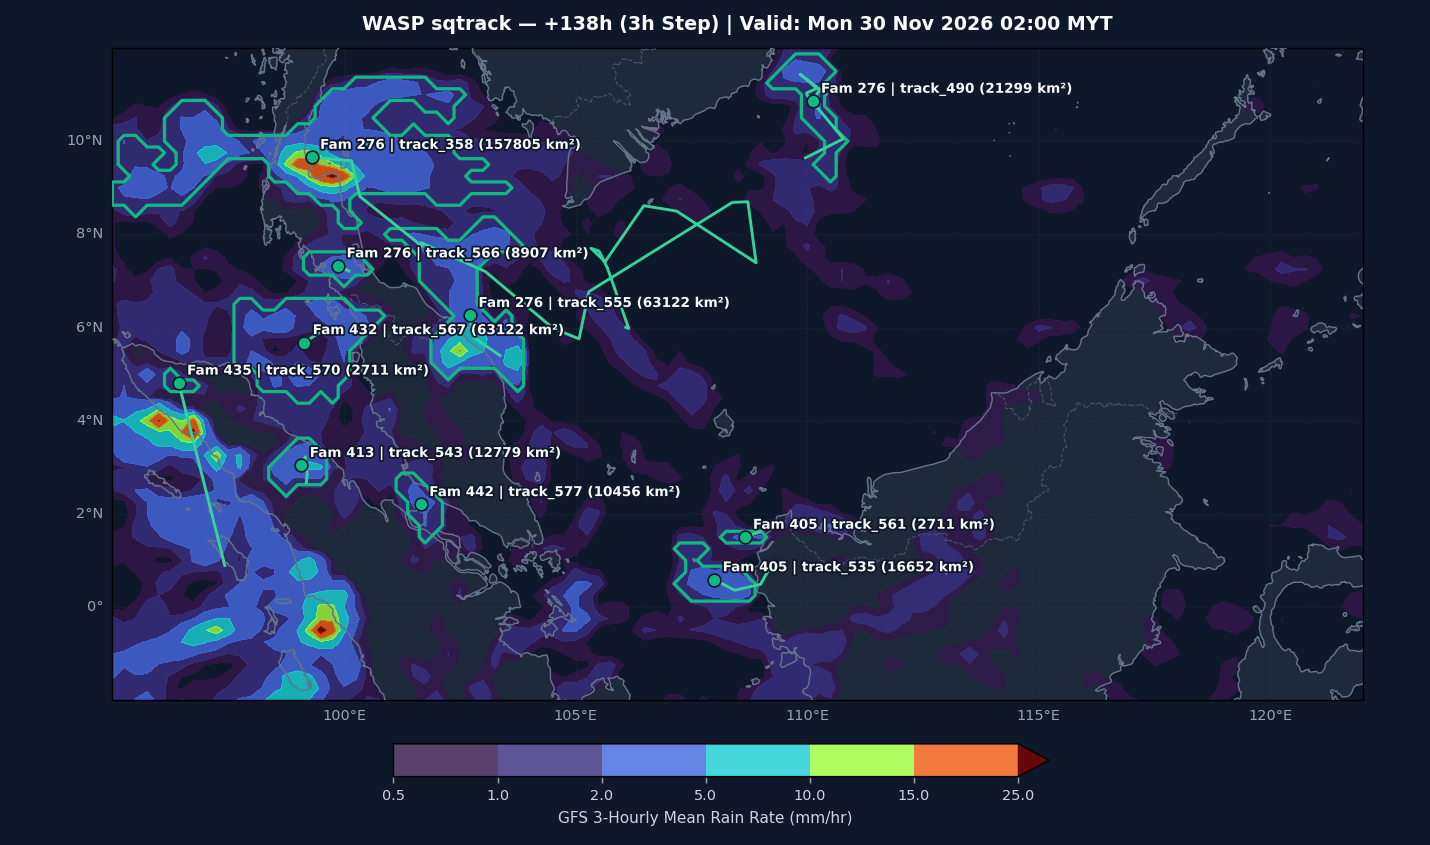 WASP sqtrack — +138h (3h Step) | Valid: Mon 30 Nov 2026 02:00 MYT
Fam 276 | track_490 (21299 km²)
10°N
Fam 276 | track_358 (157805 km²)
8°N
Fam 276 | track_566 (8907 km²)
Fam 276 | track_555 (63122 km²)
6°N
Fam 432 | track_567 (63122 km²)
Fam 435 | track_570 (2711 km²)
4°N
Fam 413 | track_543 (12779 km²)
Fam 442 | track_577 (10456 km²)
2°N
Fam 405 | track_561 (2711 km²)
Fam 405 | track_535 (16652 km²)
0°
100°E 105°E 110°E 115°E 120°E
0.5 1.0 2.0 5.0 10.0 15.0 25.0
GFS 3-Hourly Mean Rain Rate (mm/hr)